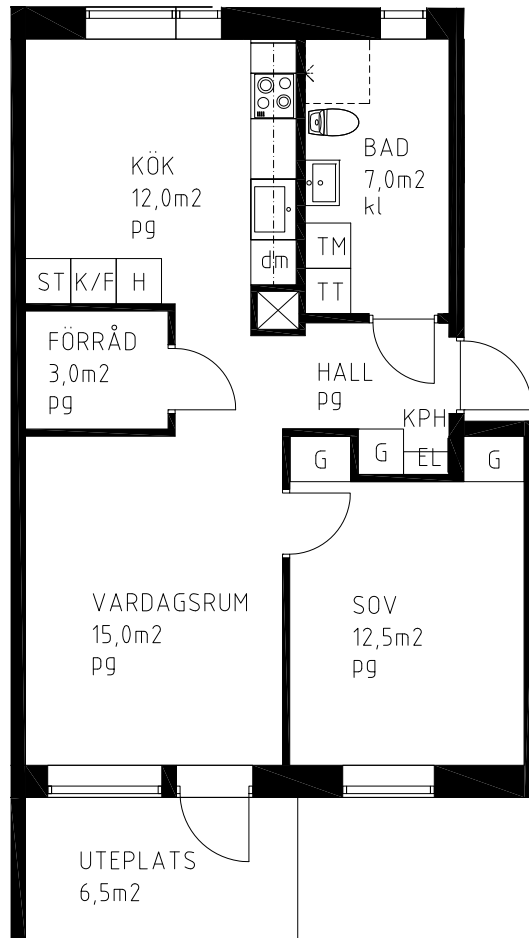 KÖK
12,0m2
pg
BAD
7,0m2
kl
TM
TT
dm
ST K/F H
FÖRRÅD
3,0m2
pg
HALL
pg
KPH
G
G
EL
G
VARDAGSRUM
15,0m2
pg
SOV
12,5m2
pg
UTEPLATS
6,5m2